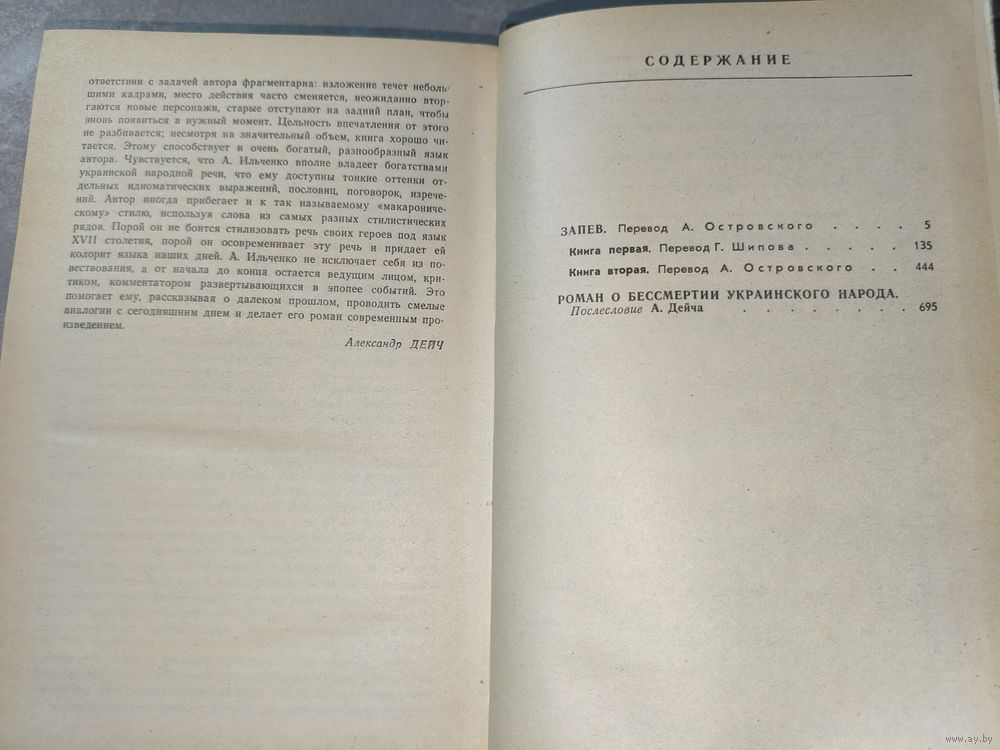 ответствии с задачей автора фрагментарна: изложение течет неболь-
шими кадрами, место действия часто сменяется, неожиданно втор-
гаются новые персонажи, старые отступают на задний план, чтобы
вновь появиться в нужный момент. Цельность впечатления от этого
не разбивается; несмотря на значительный объем, книга хорошо чи-
тается. Этому способствует и очень богатый, разнообразный язык
автора. Чувствуется, что А. Ильченко вполне владеет богатствами
украинской народной речи, что ему доступны тонкие оттенки от-
дельных идиоматических выражений, пословиц, поговорок, изрече-
ний. Автор иногда прибегает и к так называемому «макарониче-
скому» стилю, используя слова из самых разных стилистических
рядов. Порой он не боится стилизовать речь своих героев под язык
XVII столетия, порой он осовременивает эту речь и придает ей
колорит языка наших дней. А. Ильченко не исключает себя из по-
вествования, а от начала до конца остается ведущим лицом, кри-
тиком, комментатором развертывающихся в эпопее событий. Это
помогает ему, рассказывая о далеком прошлом, проводить смелые
аналогии с сегодняшним днем и делает его роман современным про-
изведением.
Александр ДЕЙЧ
СОДЕРЖАНИЕ
ЗАПЕВ. Перевод А. Островского . . . . 5
Книга первая. Перевод Г. Шипова . . . . . 135
Книга вторая. Перевод А. Островского . . 444
РОМАН О БЕССМЕРТИИ УКРАИНСКОГО НАРОДА.
Послесловие А. Дейча . . . . . . . . 695
www.ay.by